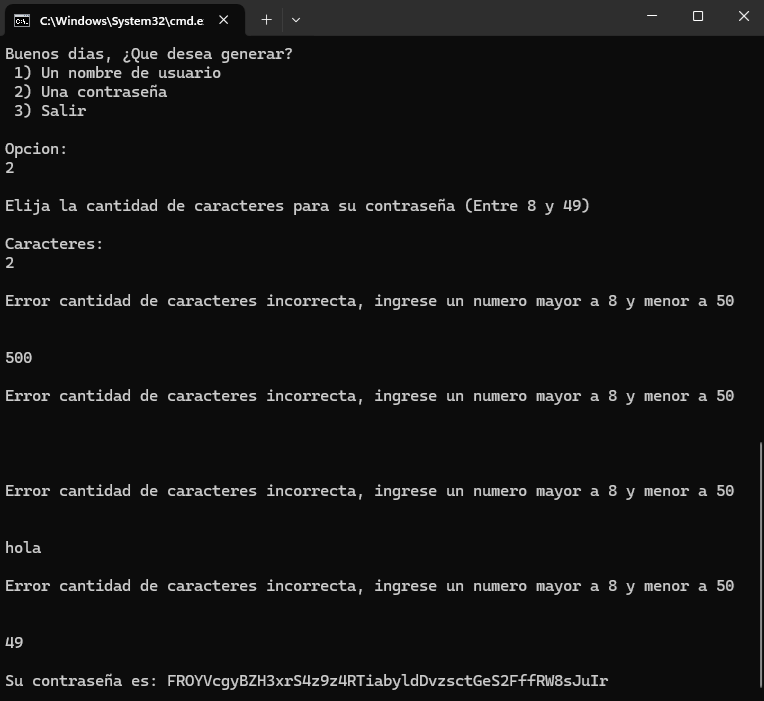 C:\Windows\System32\cmd.e
Buenos dias, ¿Que desea generar?
1) Un nombre de usuario
2) Una contraseña
3) Salir
Opcion:
2
Elija la cantidad de caracteres para su contraseña (Entre 8 y 49)
Caracteres:
2
Error cantidad de caracteres incorrecta, ingrese un numero mayor a 8 y menor a 50
500
Error cantidad de caracteres incorrecta, ingrese un numero mayor a 8 y menor a 50
Error cantidad de caracteres incorrecta, ingrese un numero mayor a 8 y menor a 50
hola
Error cantidad de caracteres incorrecta, ingrese un numero mayor a 8 y menor a 50
49
Su contraseña es: FROYVcgyBZH3xrS4z9z4RTiabyldDvzsctGeS2FffRW8sJuIr